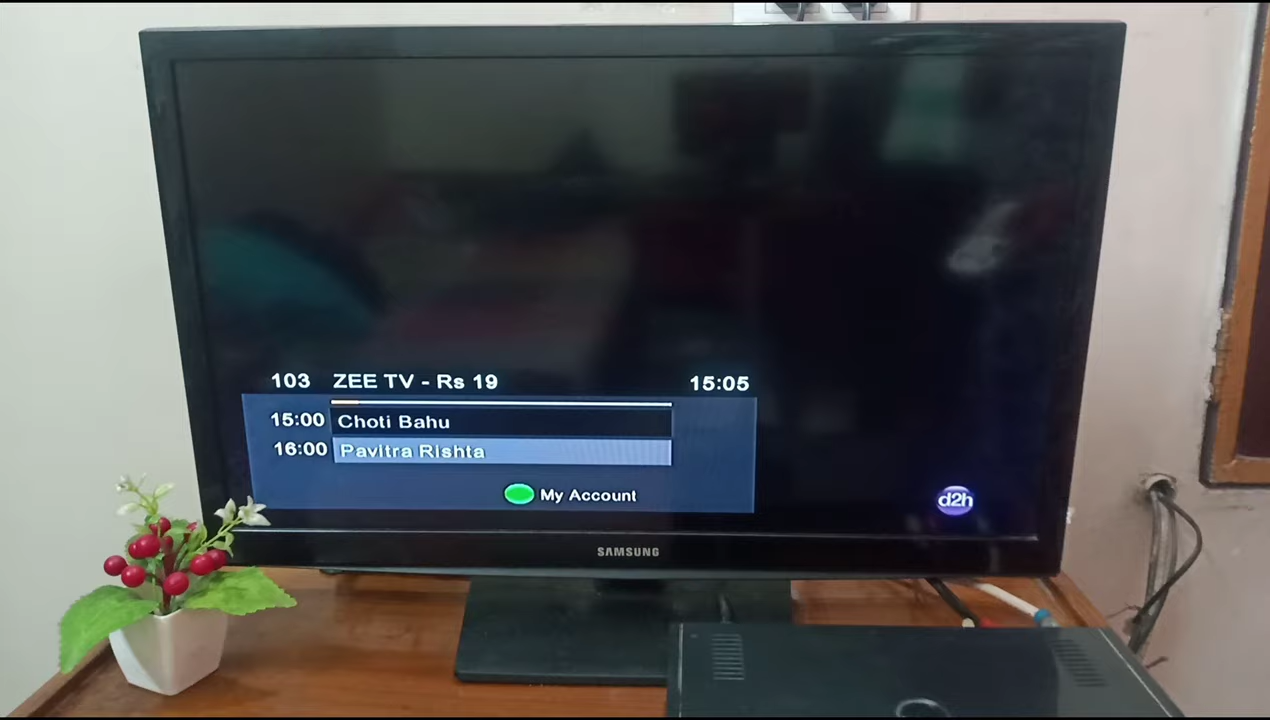 103 ZEE TV - Rs 19 15:05
15:00 Choti Bahu
16:00 Pavitra Rishta
My Account
d2h
SAMSUNG